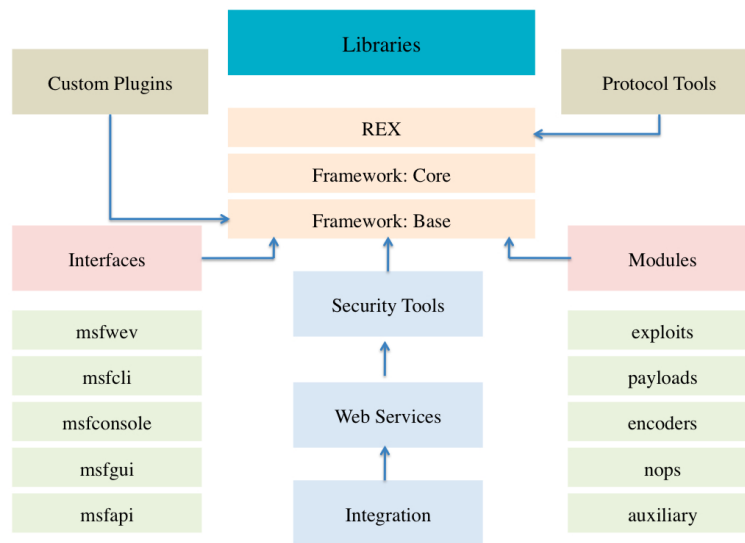 Libraries
Custom Plugins
Protocol Tools
REX
Framework: Core
Framework: Base
Interfaces
Modules
Security Tools
msfwev
exploits
msfcli
payloads
Web Services
msfconsole
encoders
msfgui
nops
Integration
msfapi
auxiliary